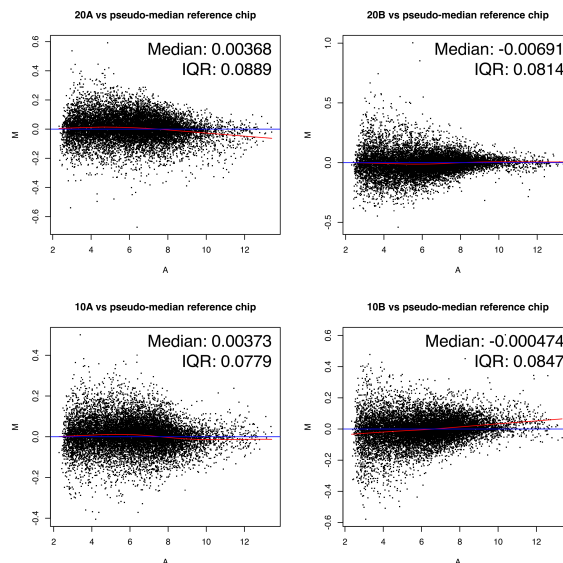 20A vs pseudo-median reference chip
Median: 0.00368
IQR: 0.0889
M
0.6
0.4
0.2
0.0
-0.2
-0.4
-0.6
2 4 6 8 10 12
A
20B vs pseudo-median reference chip
Median: -0.00691
IQR: 0.0814
M
1.0
0.5
0.0
-0.5
2 4 6 8 10 12
A
10A vs pseudo-median reference chip
Median: 0.00373
IQR: 0.0779
M
0.4
0.2
0.0
-0.2
-0.4
2 4 6 8 10 12
A
10B vs pseudo-median reference chip
Median: -0.000474
IQR: 0.0847
M
0.6
0.4
0.2
0.0
-0.2
-0.4
-0.6
2 4 6 8 10 12
A